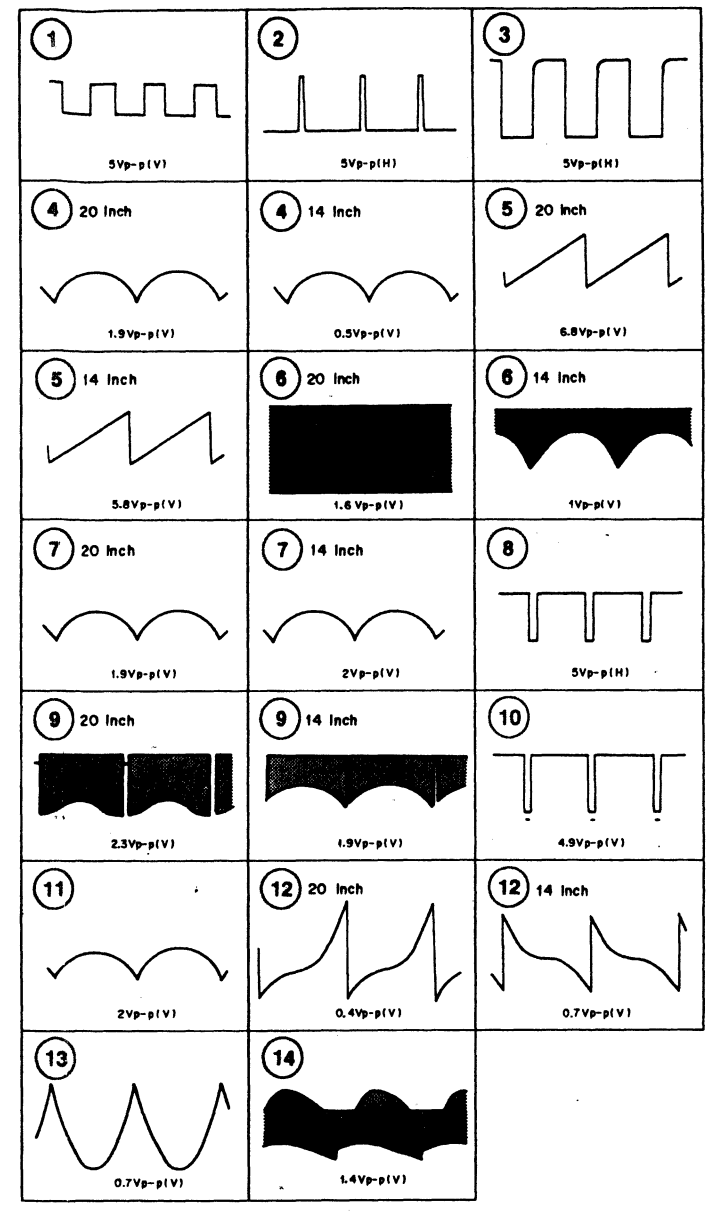 1
5Vp-p(V)
2
5Vp-p(H)
3
5Vp-p(H)
4 20 Inch
1.9Vp-p(V)
4 14 Inch
0.5Vp-p(V)
5 20 Inch
6.8Vp-p(V)
5 14 Inch
5.8Vp-p(V)
6 20 Inch
1.6 Vp-p(V)
6 14 Inch
1Vp-p(V)
7 20 Inch
1.9Vp-p(V)
7 14 Inch
2Vp-p(V)
8
5Vp-p(H)
9 20 Inch
2.3Vp-p(V)
9 14 Inch
1.9Vp-p(V)
10
4.9Vp-p(V)
11
2Vp-p(V)
12 20 Inch
0.4Vp-p(V)
12 14 Inch
0.7Vp-p(V)
13
0.7Vp-p(V)
14
1.4Vp-p(V)